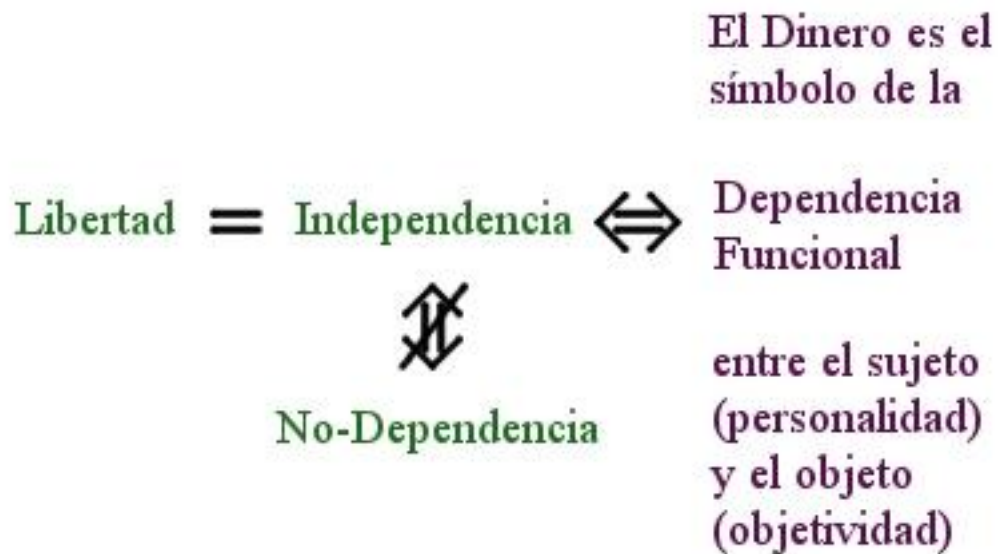 El Dinero es el
símbolo de la
Libertad = Independencia ⇔ Dependencia
Funcional
No-Dependencia
entre el sujeto
(personalidad)
y el objeto
(objetividad)